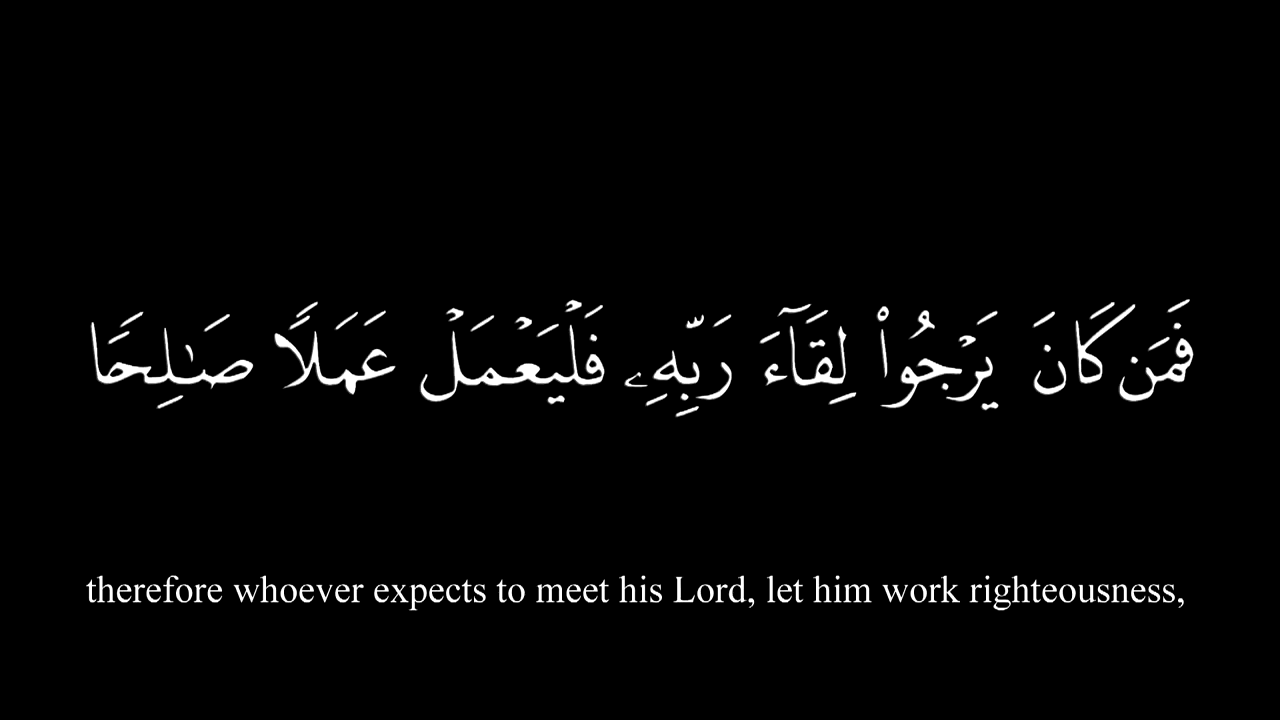 فَمَن كَانَ يَرۡجُواْ لِقَآءَ رَبِّهِۦ فَلۡيَعۡمَلۡ عَمَلٗا صَٰلِحٗا
therefore whoever expects to meet his Lord, let him work righteousness,